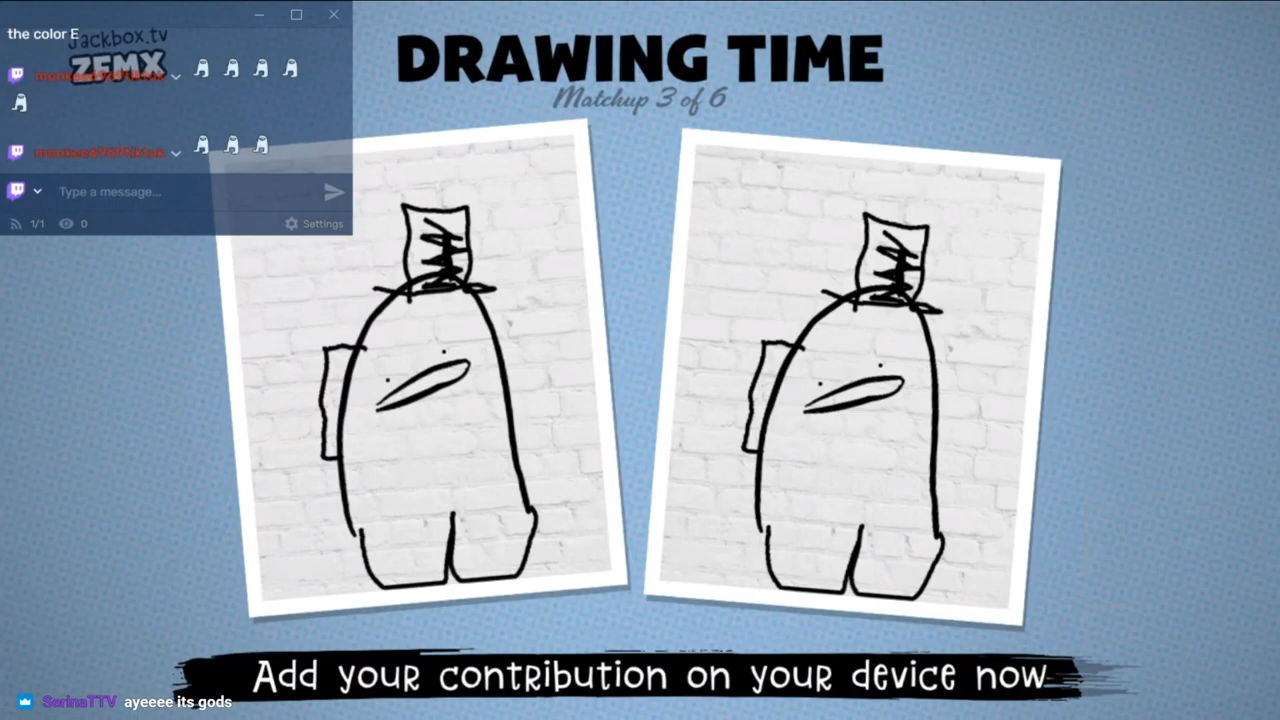 the color E
Jackbox.tv
ZFMX
Type a message...
1/1
0
Settings
DRAWING TIME
Matchup 3 of 6
Add your contribution on your device now
SerinaTTV ayeeee its gods